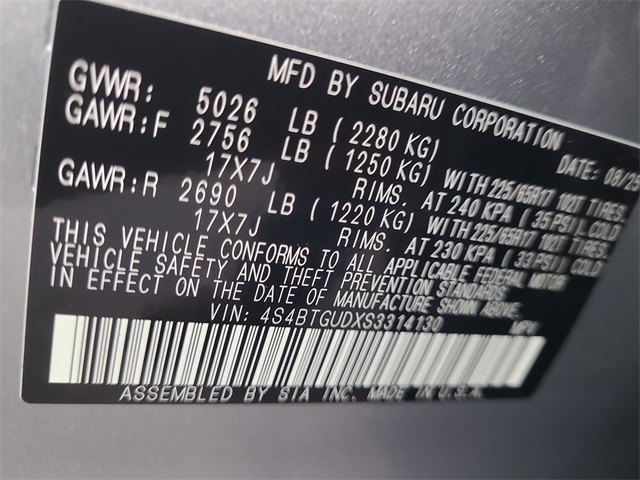 MFD BY SUBARU CORPORATION DATE: 08/2
GVWR: 5026 LB (2280 KG)
GAWR:F 2756 LB (1250 KG) WITH 225/65R17 102T TIRES.
17X7J RIMS. AT 240 KPA (35 PSI). COLD
GAWR:R 2690 LB (1220 KG) WITH 225/65R17 102T TIRES.
17X7J RIMS. AT 230 KPA (33 PSI). COLD
THIS VEHICLE CONFORMS TO ALL APPLICABLE FEDERAL MOTOR
VEHICLE SAFETY AND THEFT PREVENTION STANDARDS
IN EFFECT ON THE DATE OF MANUFACTURE SHOWN ABOVE.
VIN: 4S4BTGUDXS3314130 MPV
ASSEMBLED BY SIA INC. MADE IN U.S.A.